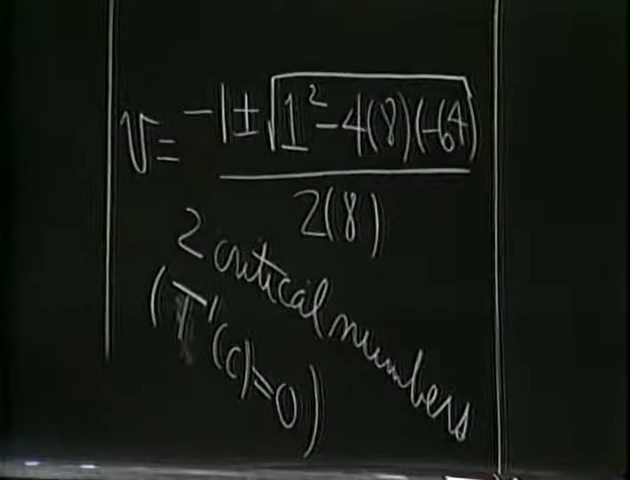 V = -1 ± √1² - 4(8)(-64)
2(8)
2 critical numbers
(T'(c) = 0)